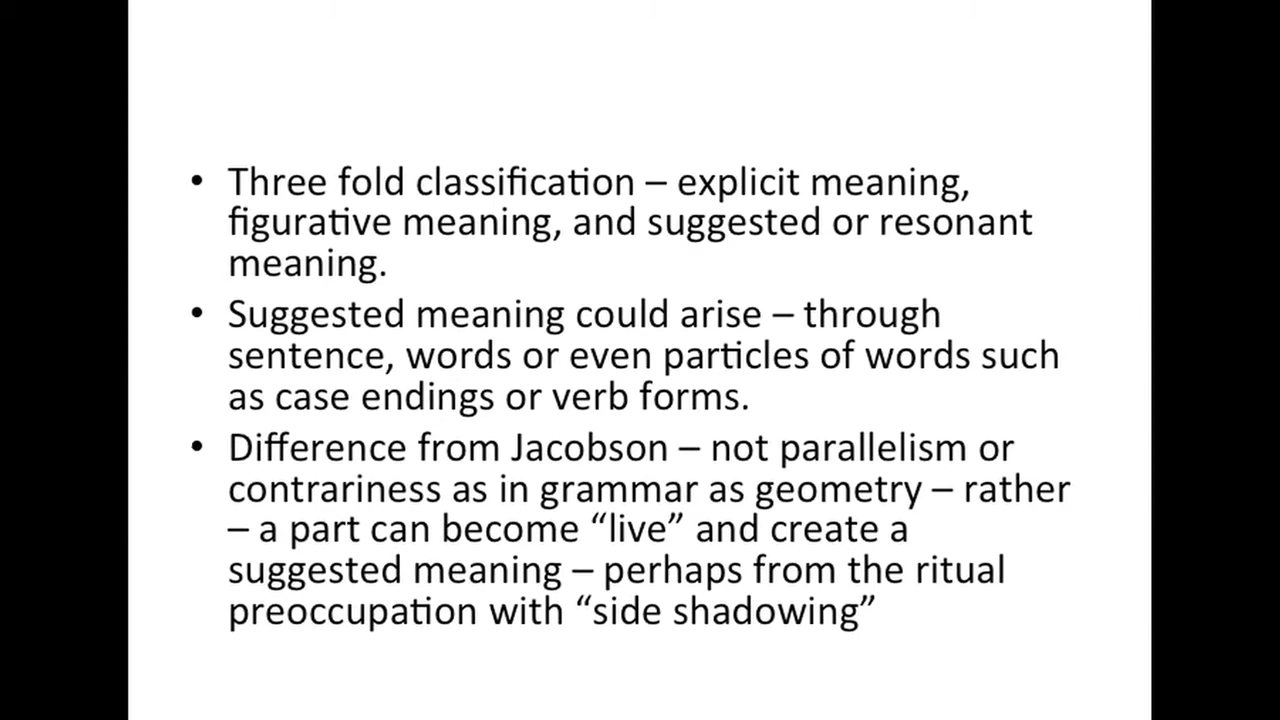 • Three fold classification – explicit meaning,
figurative meaning, and suggested or resonant
meaning.
• Suggested meaning could arise – through
sentence, words or even particles of words such
as case endings or verb forms.
• Difference from Jacobson – not parallelism or
contrariness as in grammar as geometry – rather
– a part can become “live” and create a
suggested meaning – perhaps from the ritual
preoccupation with “side shadowing”